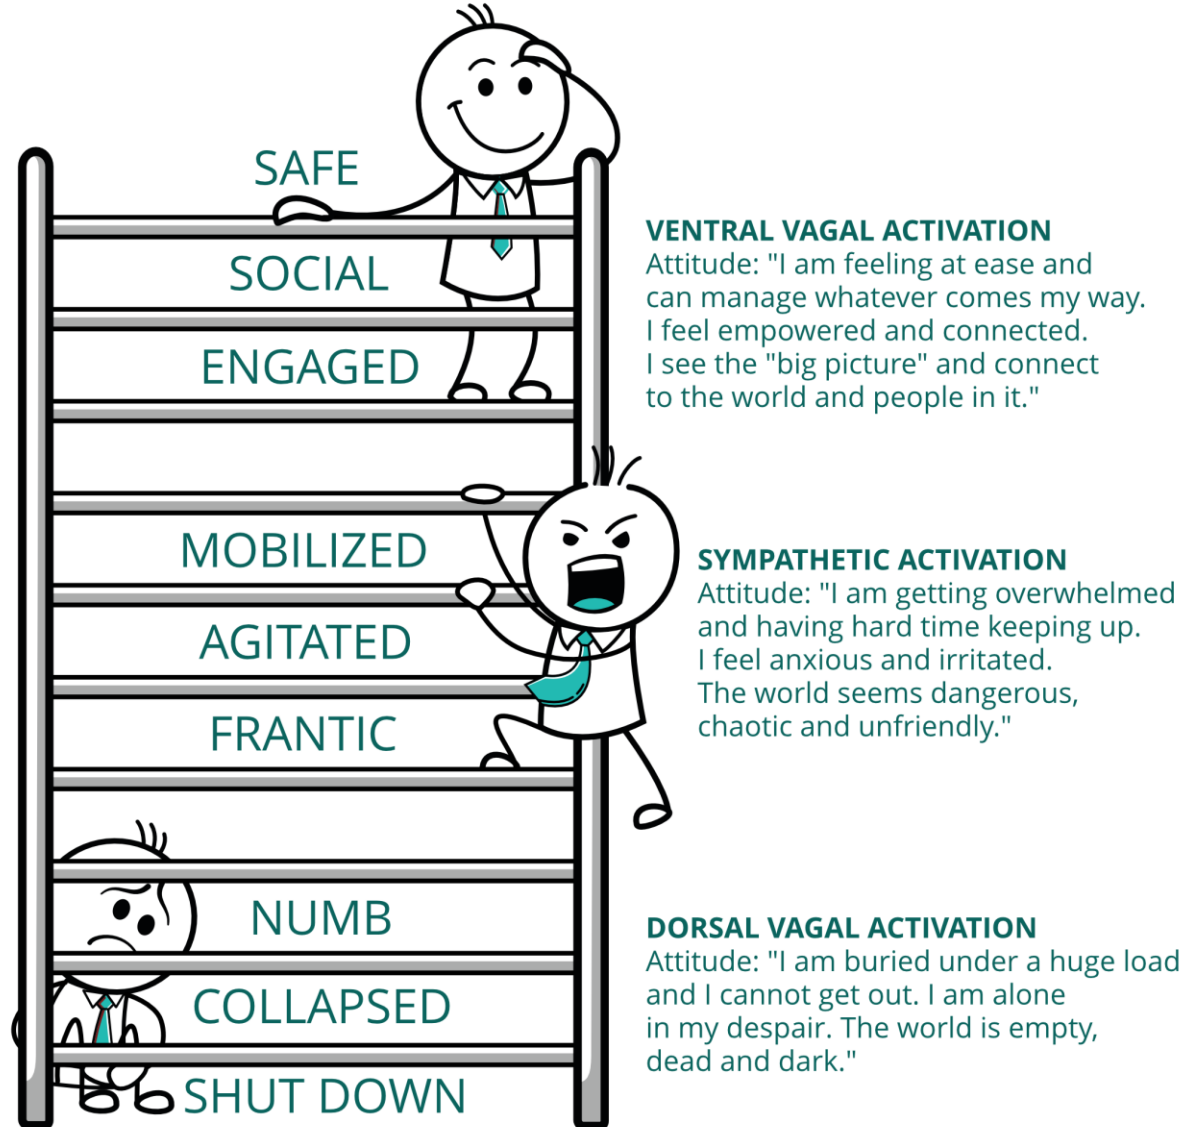 SAFE
SOCIAL
ENGAGED
VENTRAL VAGAL ACTIVATION
Attitude: "I am feeling at ease and
can manage whatever comes my way.
I feel empowered and connected.
I see the "big picture" and connect
to the world and people in it."
MOBILIZED
AGITATED
FRANTIC
SYMPATHETIC ACTIVATION
Attitude: "I am getting overwhelmed
and having hard time keeping up.
I feel anxious and irritated.
The world seems dangerous,
chaotic and unfriendly."
NUMB
COLLAPSED
SHUT DOWN
DORSAL VAGAL ACTIVATION
Attitude: "I am buried under a huge load
and I cannot get out. I am alone
in my despair. The world is empty,
dead and dark."